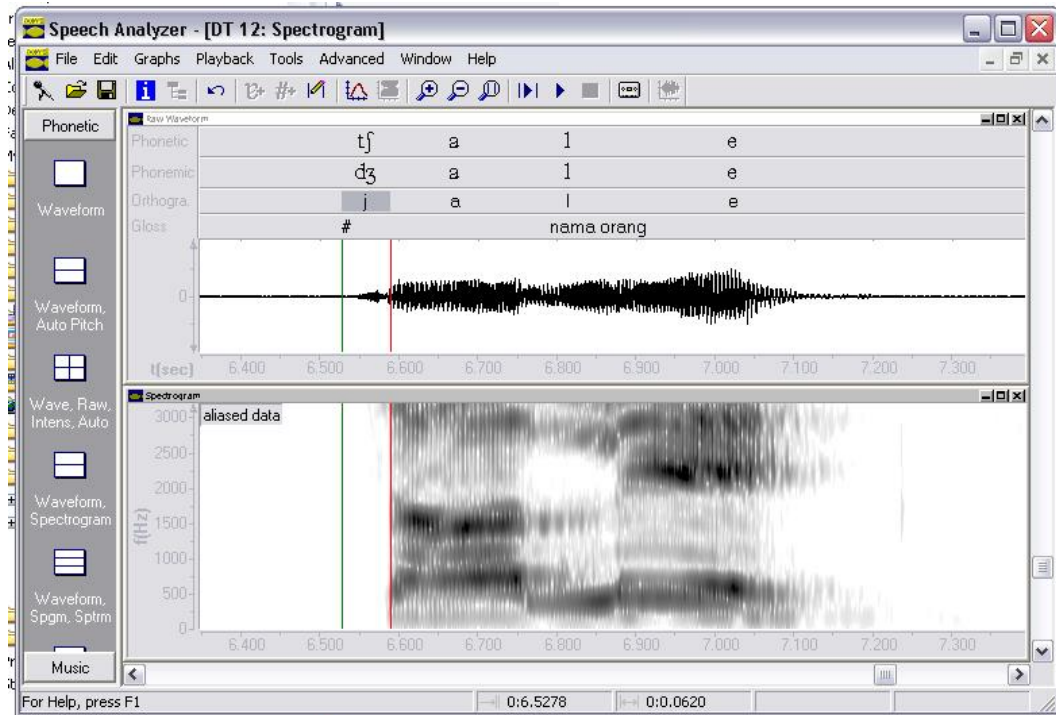 Speech Analyzer - [DT 12: Spectrogram]
File Edit Graphs Playback Tools Advanced Window Help
Phonetic
Waveform
Waveform, Auto Pitch
Wave, Raw, Intens, Auto
Waveform, Spectrogram
Waveform, Spgm, Sptrm
Music
Raw Waveform
Phonetic tʃ a l e
Phonemic dʒ a l e
Orthogra. j a l e
Gloss # nama orang
0
t(sec) 6.400 6.500 6.600 6.700 6.800 6.900 7.000 7.100 7.200 7.300
Spectrogram
aliased data
f(Hz)
3000
2500
2000
1500
1000
500
0
6.400 6.500 6.600 6.700 6.800 6.900 7.000 7.100 7.200 7.300
For Help, press F1 0:6.5278 0:0.0620